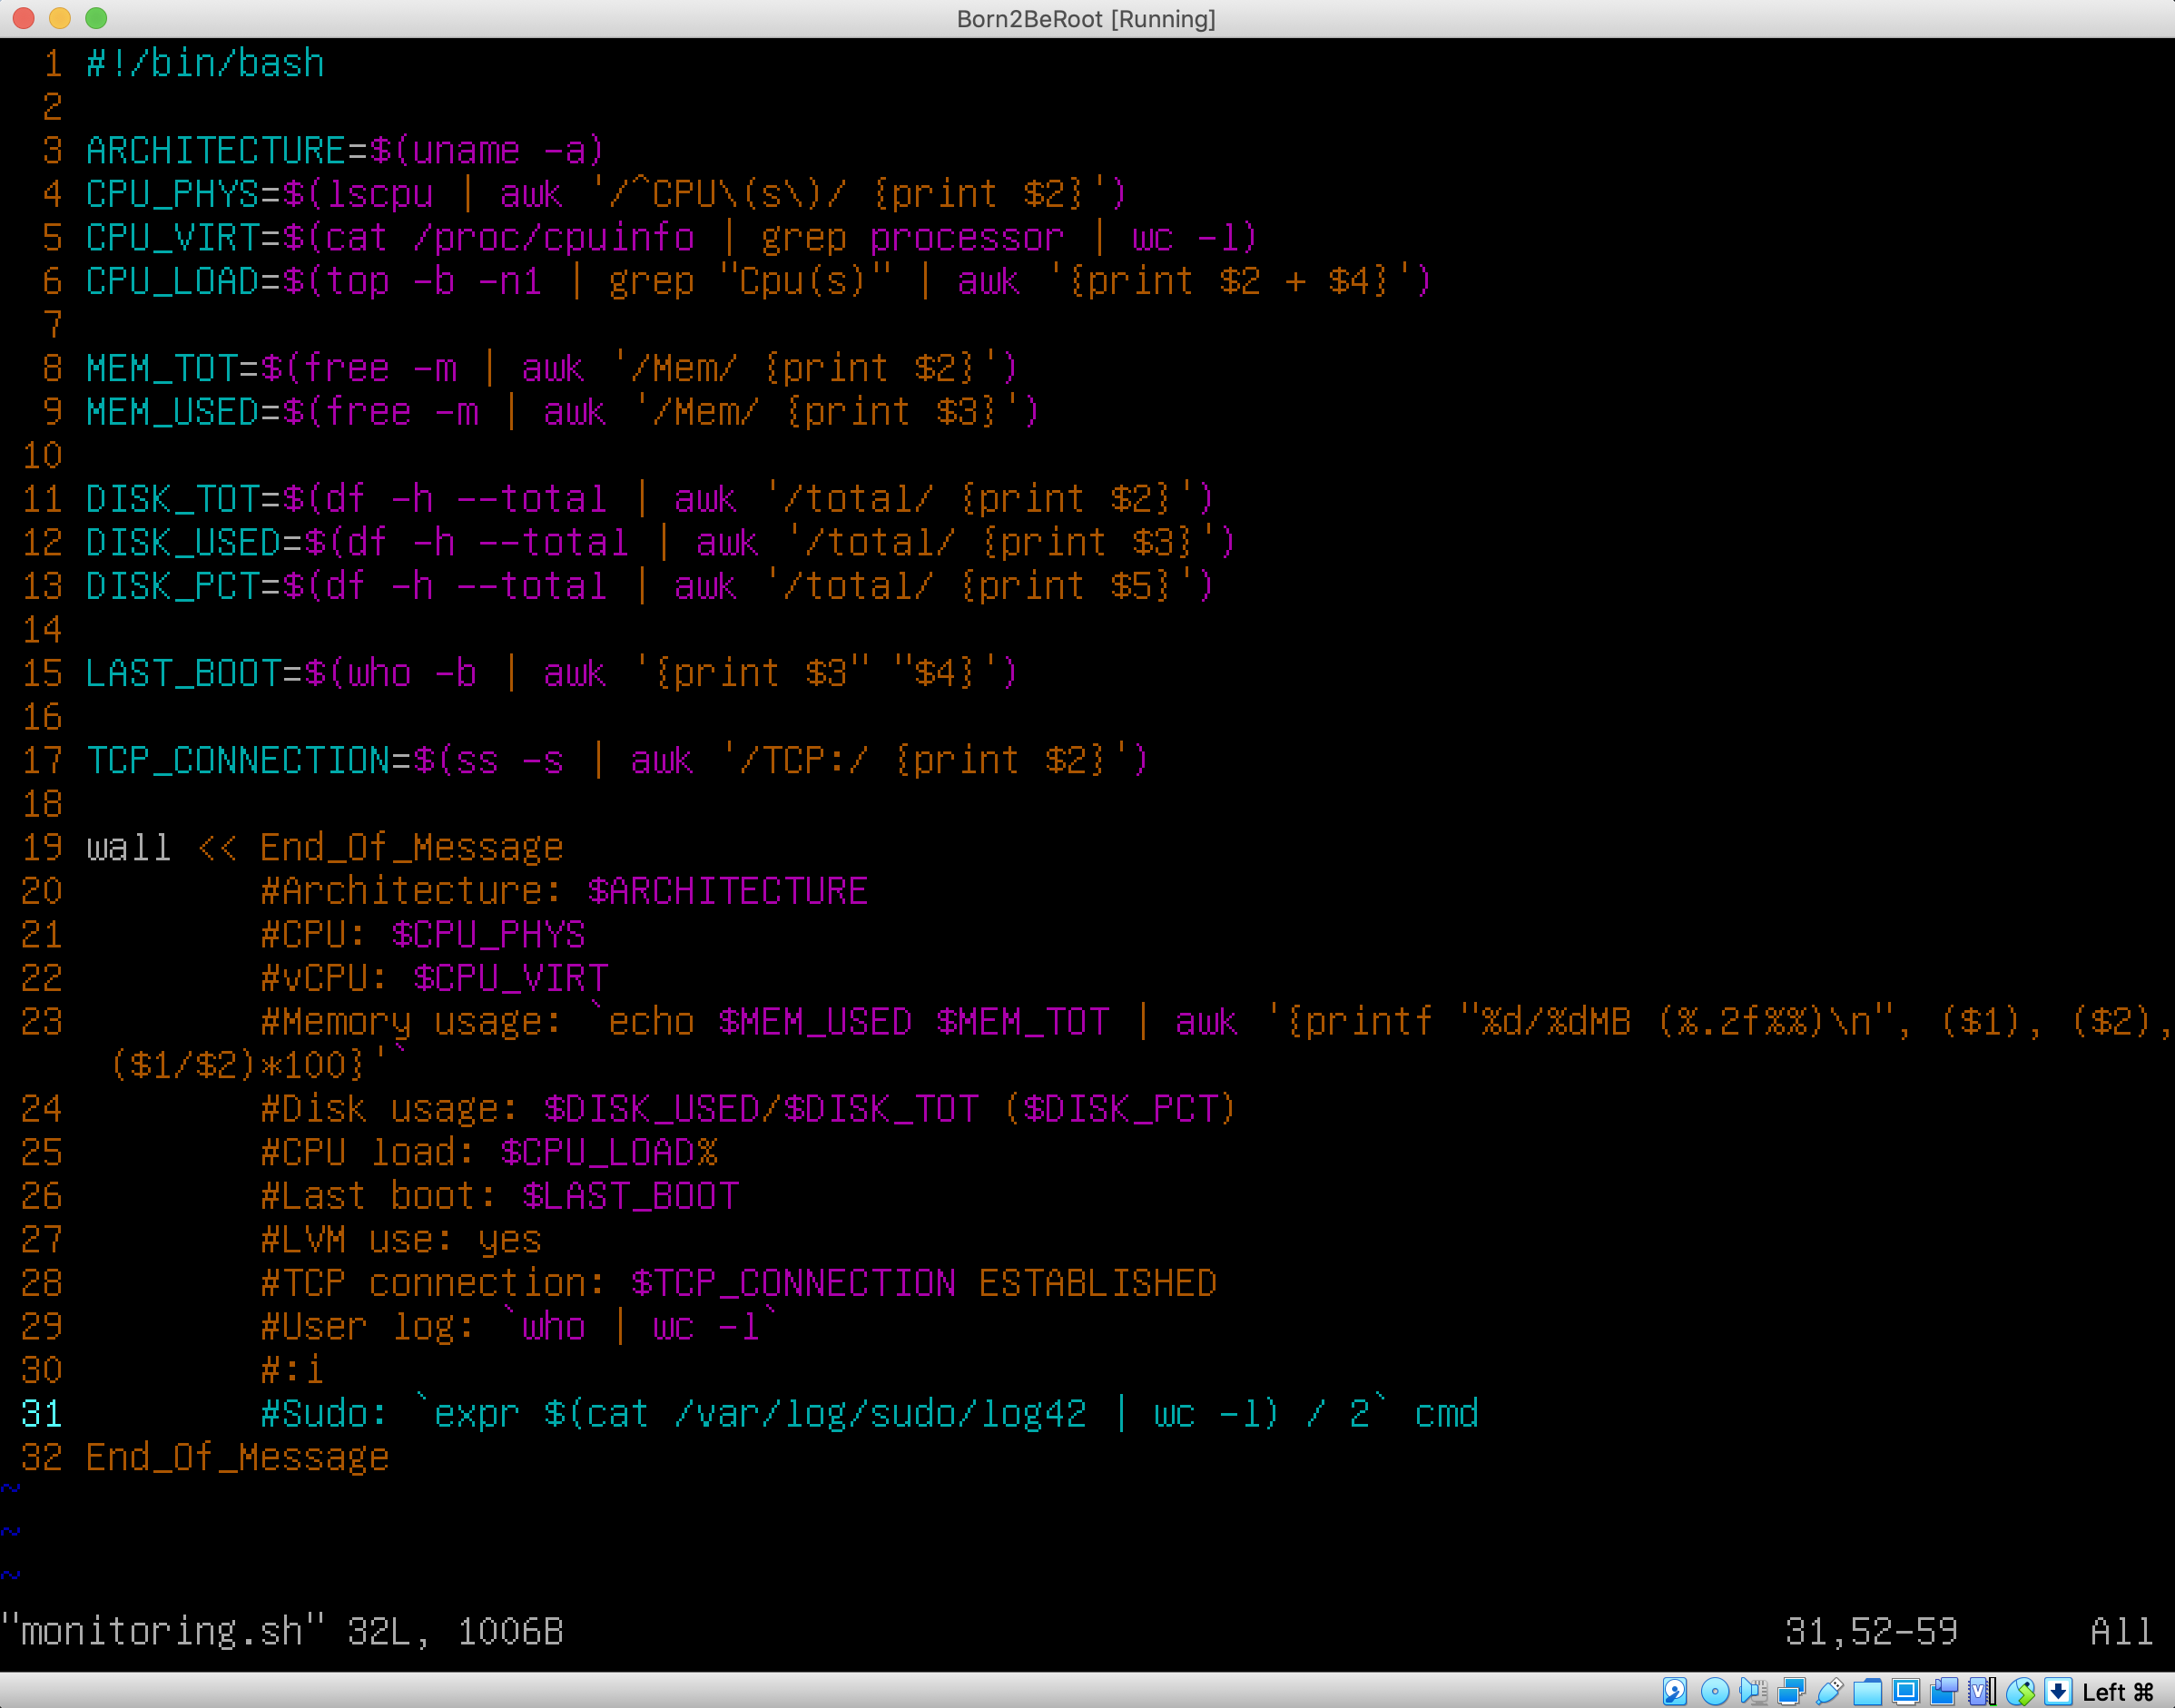 Born2BeRoot [Running]
1 #!/bin/bash
2
3 ARCHITECTURE=$(uname -a)
4 CPU_PHYS=$(lscpu | awk '/^CPU\(s\)/ {print $2}')
5 CPU_VIRT=$(cat /proc/cpuinfo | grep processor | wc -l)
6 CPU_LOAD=$(top -b -n1 | grep "Cpu(s)" | awk '{print $2 + $4}')
7
8 MEM_TOT=$(free -m | awk '/Mem/ {print $2}')
9 MEM_USED=$(free -m | awk '/Mem/ {print $3}')
10
11 DISK_TOT=$(df -h --total | awk '/total/ {print $2}')
12 DISK_USED=$(df -h --total | awk '/total/ {print $3}')
13 DISK_PCT=$(df -h --total | awk '/total/ {print $5}')
14
15 LAST_BOOT=$(who -b | awk '{print $3" "$4}')
16
17 TCP_CONNECTION=$(ss -s | awk '/TCP:/ {print $2}')
18
19 wall << End_Of_Message
20 #Architecture: $ARCHITECTURE
21 #CPU: $CPU_PHYS
22 #vCPU: $CPU_VIRT
23 #Memory usage: `echo $MEM_USED $MEM_TOT | awk '{printf "%d/%dMB (%.2f%%)\n", ($1), ($2),
($1/$2)*100}'`
24 #Disk usage: $DISK_USED/$DISK_TOT ($DISK_PCT)
25 #CPU load: $CPU_LOAD%
26 #Last boot: $LAST_BOOT
27 #LVM use: yes
28 #TCP connection: $TCP_CONNECTION ESTABLISHED
29 #User log: `who | wc -l`
30 #:i
31 #Sudo: `expr $(cat /var/log/sudo/log42 | wc -l) / 2` cmd
32 End_Of_Message
~
~
~
"monitoring.sh" 32L, 1006B 31,52-59 All
Left ⌘